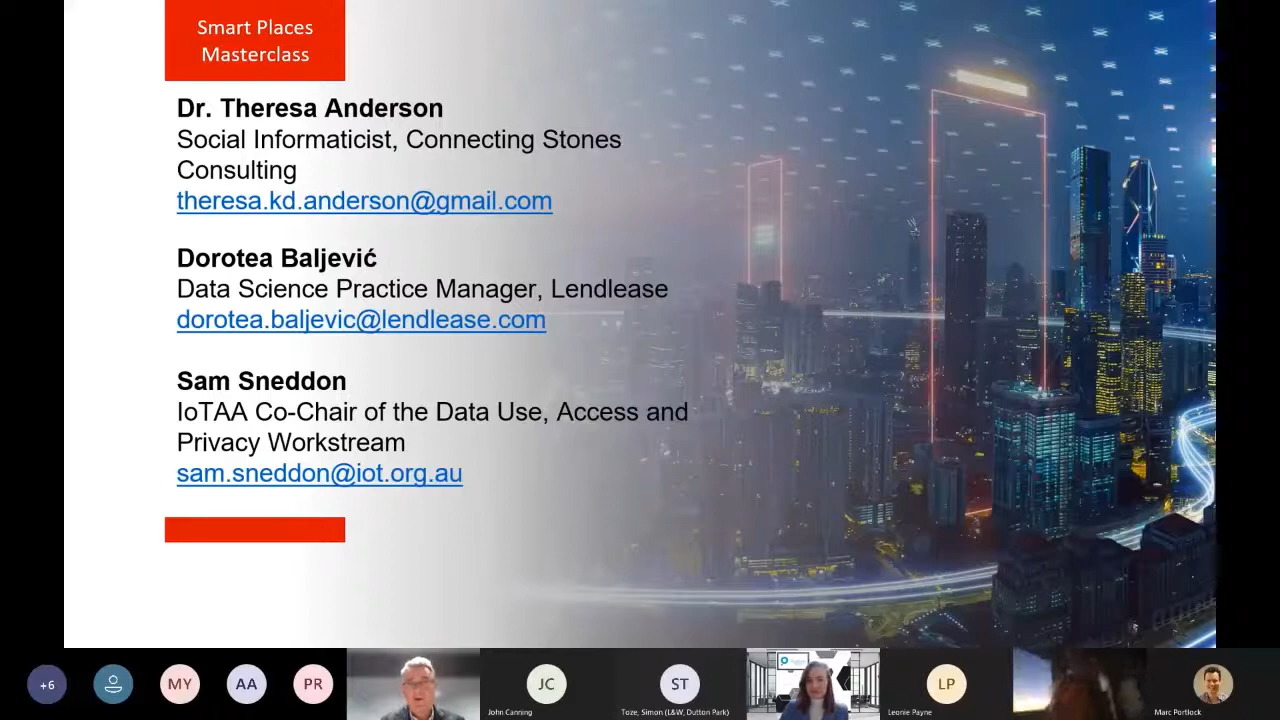 Smart Places
Masterclass
Dr. Theresa Anderson
Social Informaticist, Connecting Stones
Consulting
theresa.kd.anderson@gmail.com
Dorotea Baljević
Data Science Practice Manager, Lendlease
dorotea.baljevic@lendlease.com
Sam Sneddon
IoTAA Co-Chair of the Data Use, Access and
Privacy Workstream
sam.sneddon@iot.org.au
+6
MY
AA
PR
JC
ST
LP
John Canning
Toze, Simon (L&W, Dutton Park)
Leonie Payne
Marc Portlock